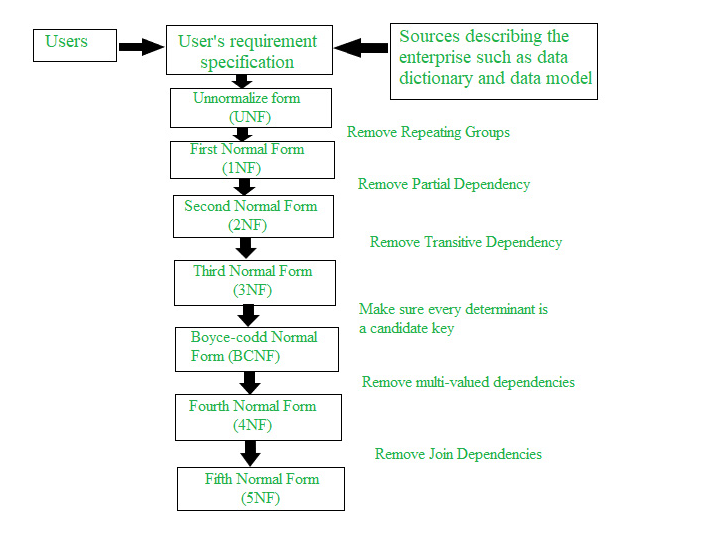 Users
User's requirement
specification
Sources describing the
enterprise such as data
dictionary and data model
Unnormalize form
(UNF)
Remove Repeating Groups
First Normal Form
(1NF)
Remove Partial Dependency
Second Normal Form
(2NF)
Remove Transitive Dependency
Third Normal Form
(3NF)
Make sure every determinant is
a candidate key
Boyce-codd Normal
Form (BCNF)
Remove multi-valued dependencies
Fourth Normal Form
(4NF)
Remove Join Dependencies
Fifth Normal Form
(5NF)